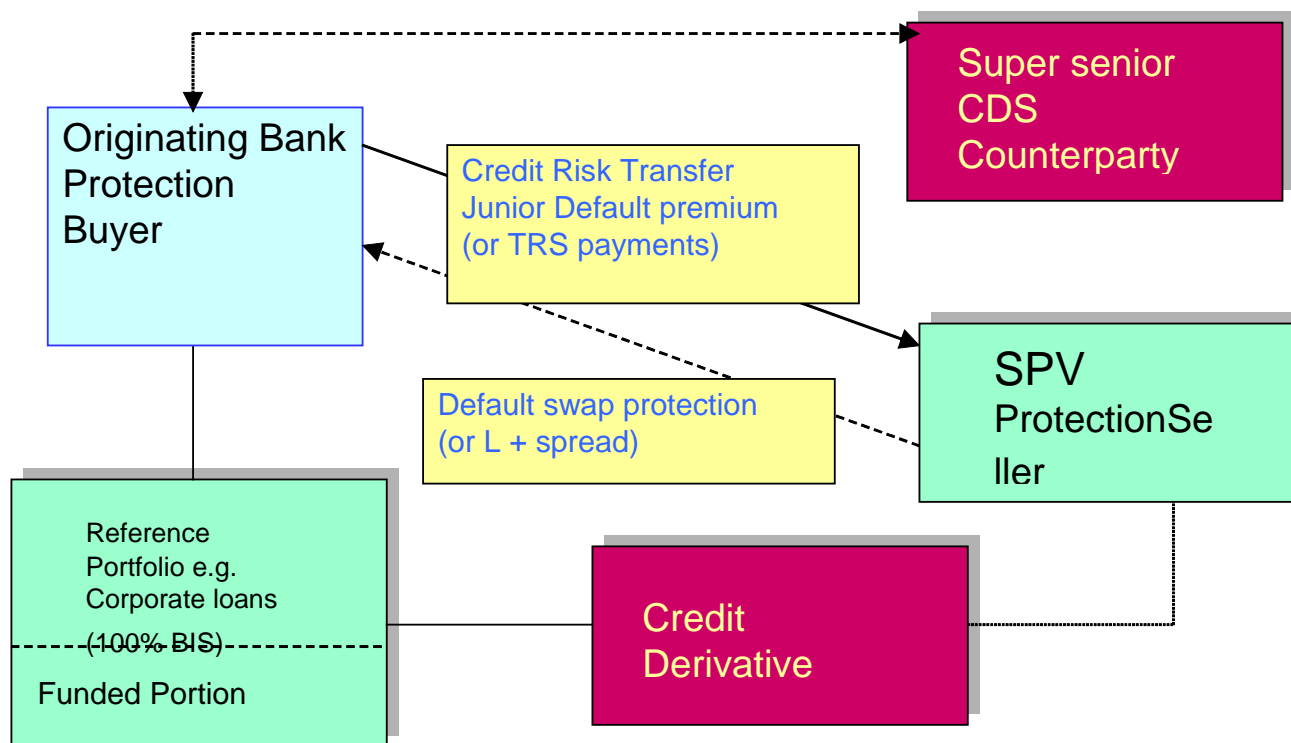 Super senior
CDS
Counterparty
Originating Bank
Protection
Buyer
Credit Risk Transfer
Junior Default premium
(or TRS payments)
SPV
ProtectionSe
ller
Default swap protection
(or L + spread)
Reference
Portfolio e.g.
Corporate loans
(100% BIS)
Funded Portion
Credit
Derivative